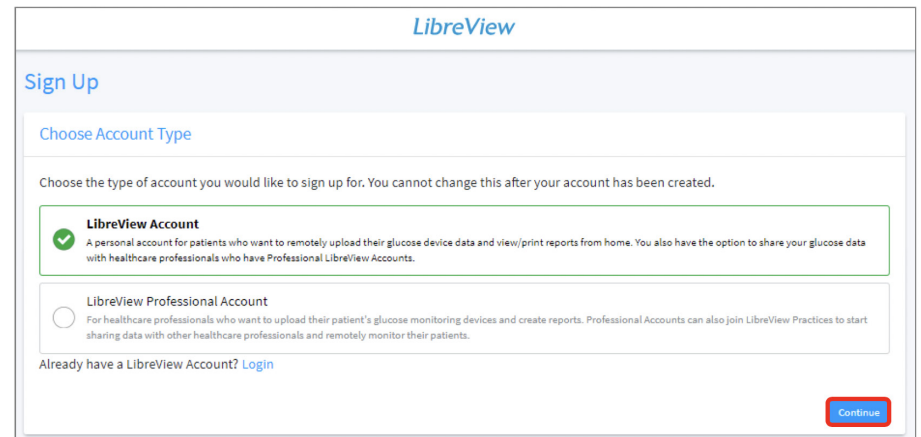 LibreView
Sign Up
Choose Account Type
Choose the type of account you would like to sign up for. You cannot change this after your account has been created.
LibreView Account
A personal account for patients who want to remotely upload their glucose device data and view/print reports from home. You also have the option to share your glucose data
with healthcare professionals who have Professional LibreView Accounts.
LibreView Professional Account
For healthcare professionals who want to upload their patient's glucose monitoring devices and create reports. Professional Accounts can also join LibreView Practices to start
sharing data with other healthcare professionals and remotely monitor their patients.
Already have a LibreView Account? Login
Continue